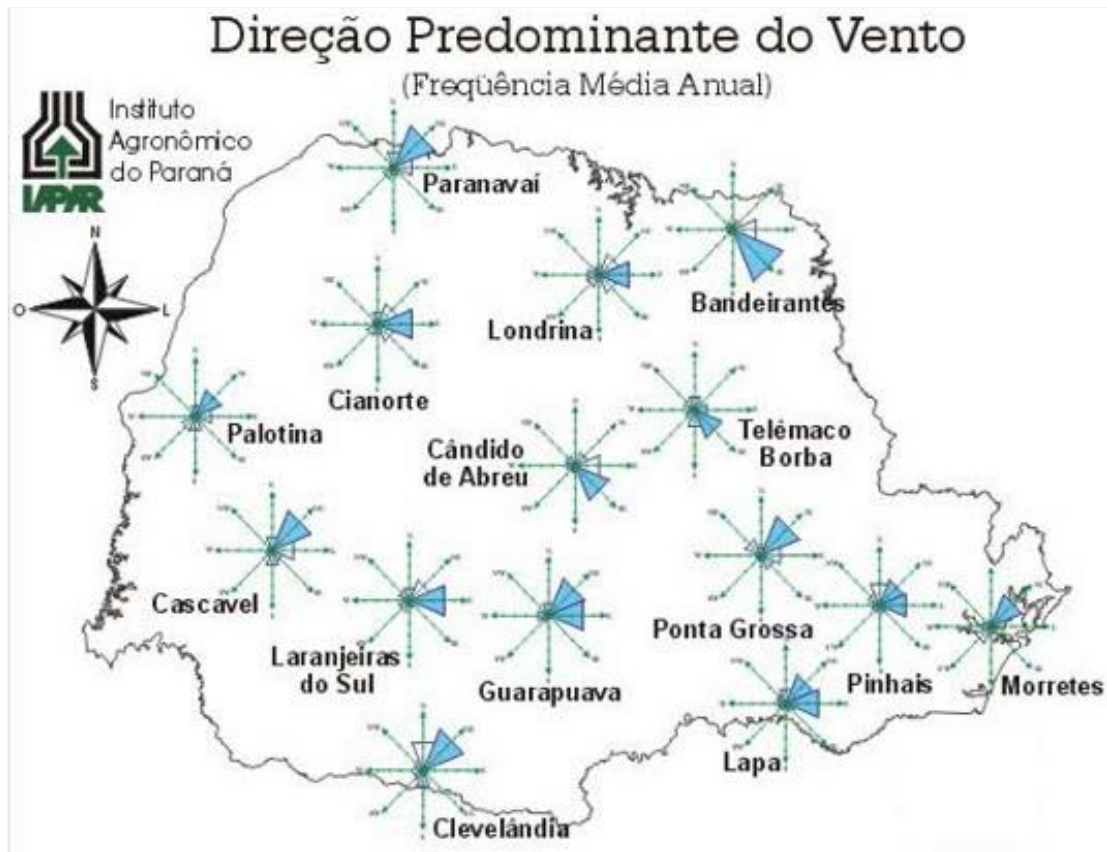 Direção Predominante do Vento
(Freqüência Média Anual)
Instituto
Agronômico
do Paraná
IAPAR
N
O
L
S
Paranavaí
Bandeirantes
Londrina
Cianorte
Palotina
Telêmaco
Borba
Cândido
de Abreu
Cascavel
Laranjeiras
do Sul
Guarapuava
Ponta Grossa
Pinhais
Morretes
Lapa
Clevelândia